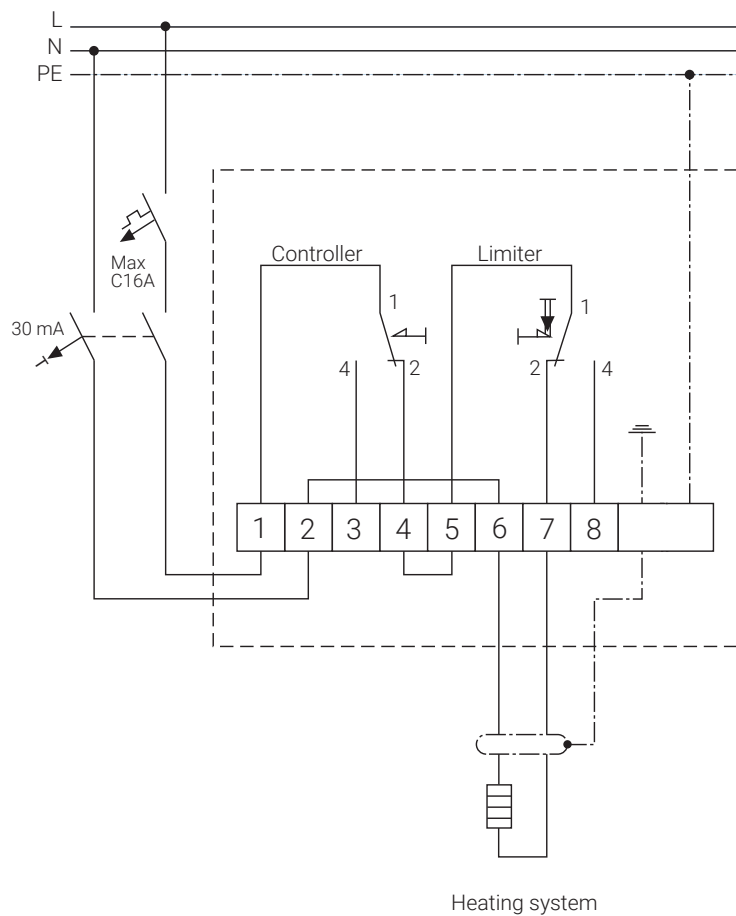 L
N
PE
Max
C16A
30 mA
Controller
Limiter
1
1
4
2
2
4
1 2 3 4 5 6 7 8
Heating system